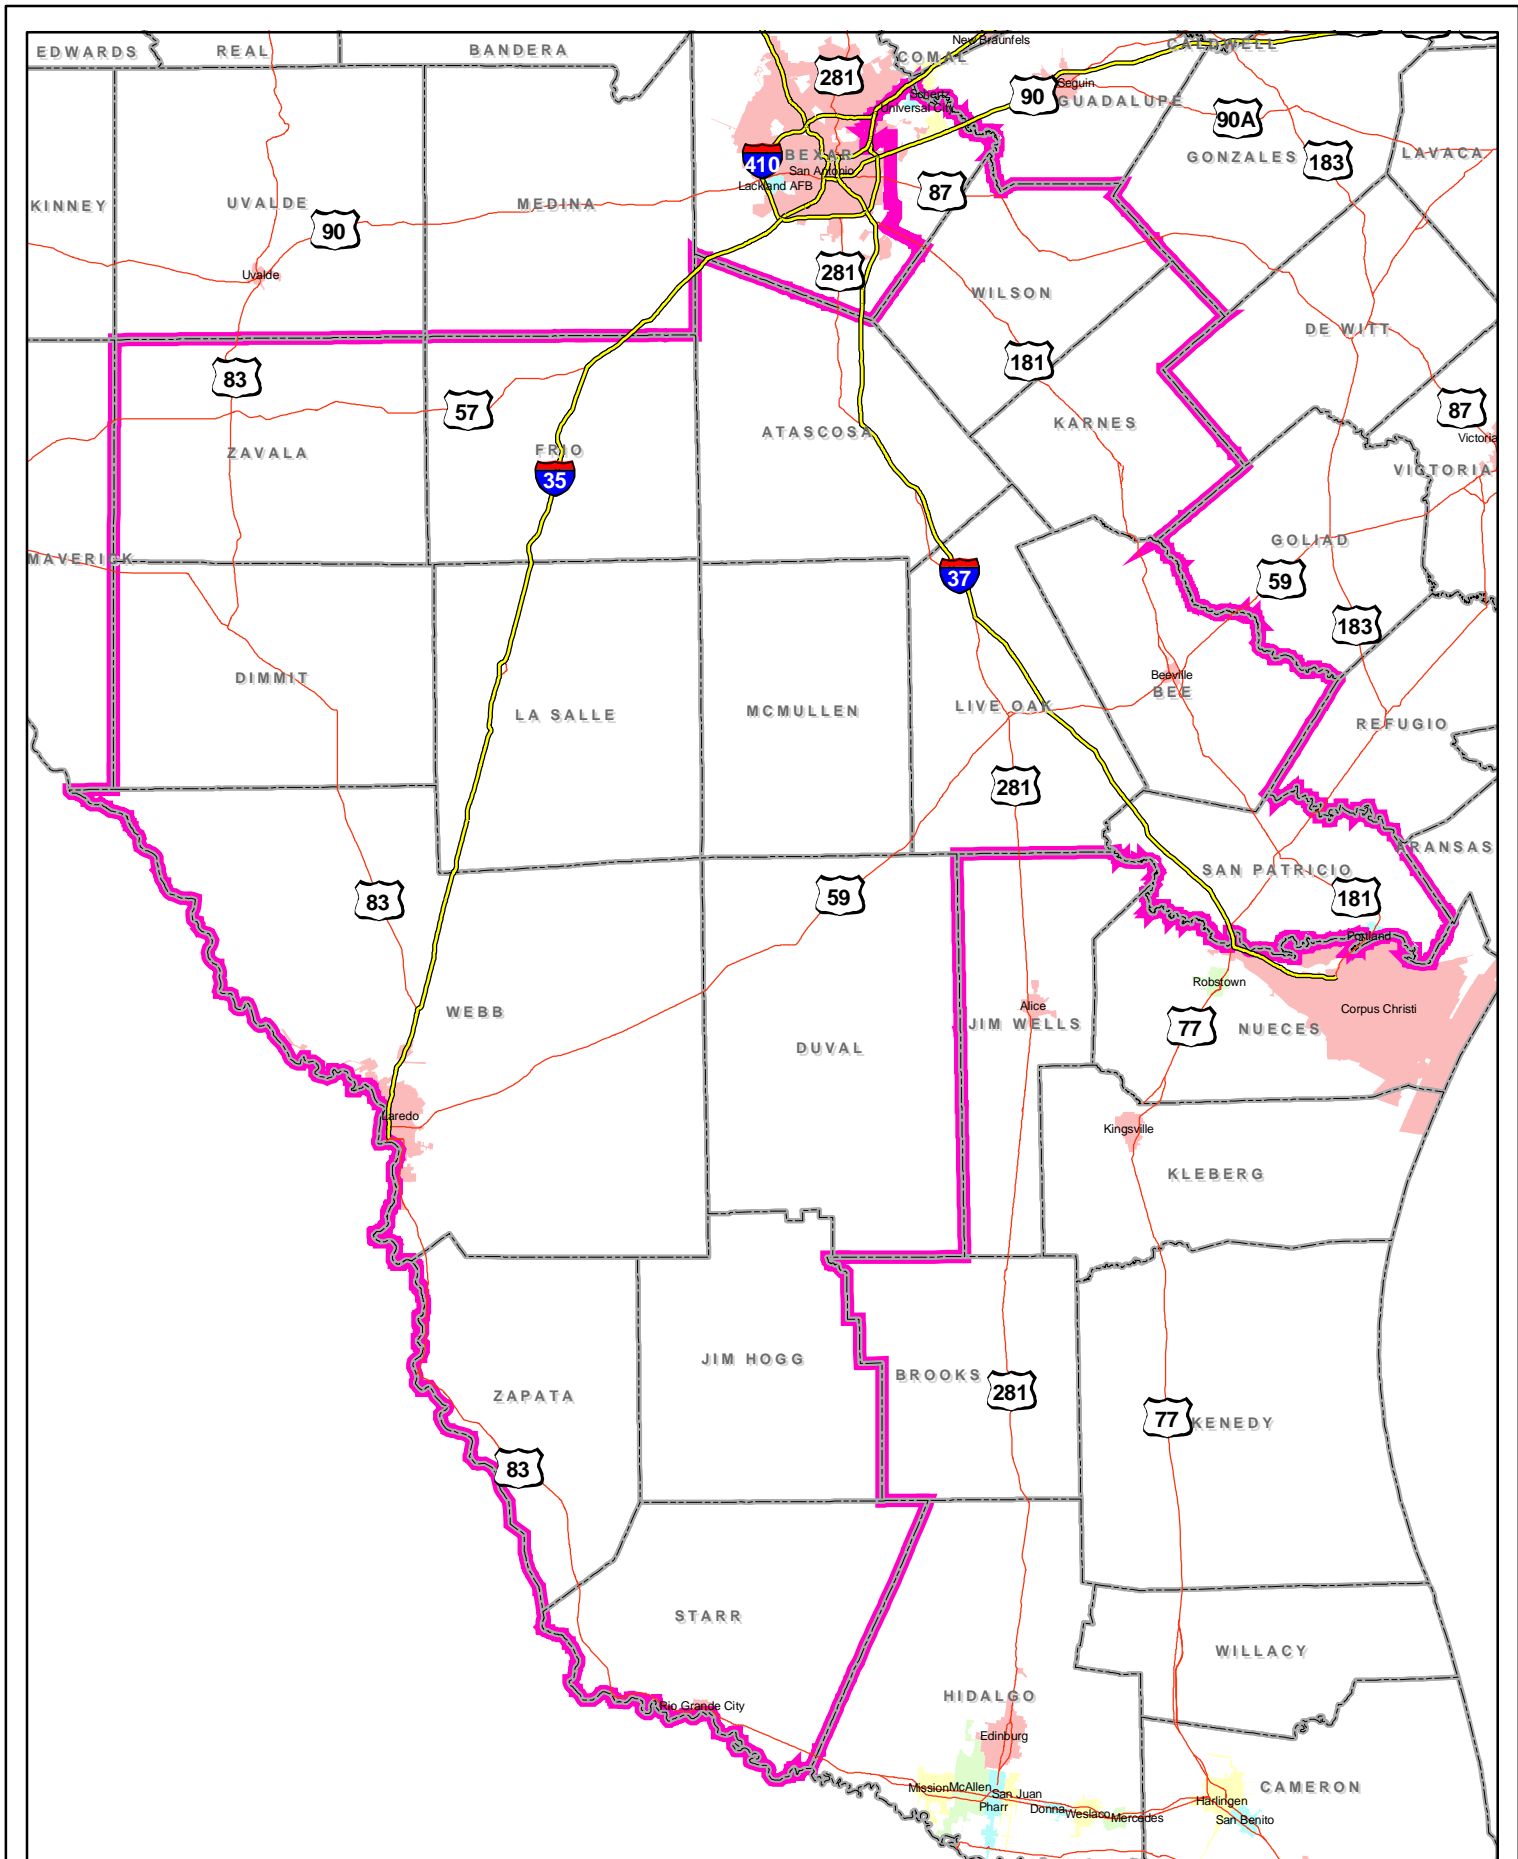 New Braunfels
EDWARDS
REAL
BANDERA
COMAL
CALDWELL
281
90
Seguin
GUADALUPE
Schertz
Universal City
90A
410
BEXAR
San Antonio
Lackland AFB
GONZALES
183
LAVACA
87
KINNEY
UVALDE
90
MEDINA
Uvalde
281
WILSON
DE WITT
83
57
181
KARNES
87
Victoria
ZAVALA
FRIO
35
ATASCOSA
VICTORIA
MAVERICK
37
GOLIAD
59
183
DIMMIT
LA SALLE
MCMULLEN
LIVE OAK
Beeville
BEE
REFUGIO
281
83
59
SAN PATRICIO
181
ARANSAS
Portland
Robstown
WEBB
DUVAL
Alice
JIM WELLS
77
NUECES
Corpus Christi
Laredo
Kingsville
KLEBERG
JIM HOGG
BROOKS
281
ZAPATA
77
KENEDY
83
STARR
WILLACY
Rio Grande City
HIDALGO
Edinburg
Mission
McAllen
San Juan
Pharr
Donna
Weslaco
Mercedes
Harlingen
San Benito
CAMERON